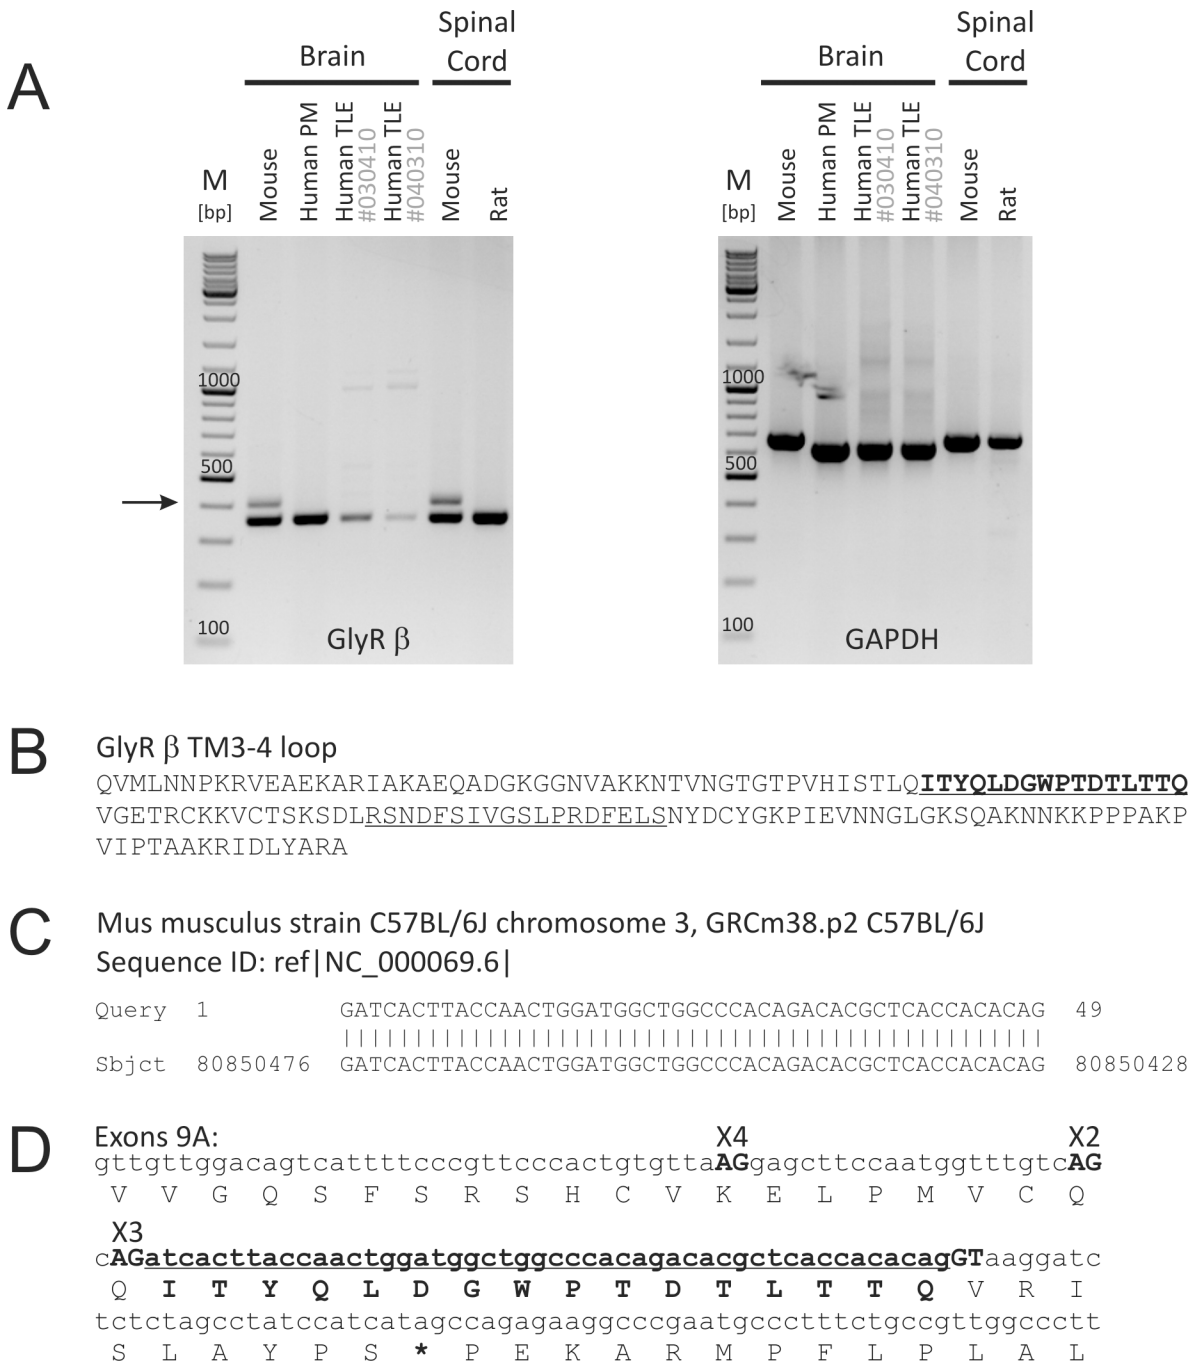 A
Brain
Spinal
Cord
M
[bp]
Mouse
Human PM
Human TLE
#030410
Human TLE
#040310
Mouse
Rat
1000
500
100
GlyR β
Brain
Spinal
Cord
M
[bp]
Mouse
Human PM
Human TLE
#030410
Human TLE
#040310
Mouse
Rat
1000
500
100
GAPDH
B
GlyR β TM3-4 loop
QVMLNNPKRVEAEKARIAKAEQADGKGGNVAKKNTVNGTGTPVHISTLQITYQLDGWPTDTLTTQ
VGETRCKKVCTSKSDLRSNDFSIVGSLPRDFELSNYDCYGKPIEVNNGLGKSQAKNNKKPPPAKP
VIPTAAKRIDLYARA
C
Mus musculus strain C57BL/6J chromosome 3, GRCm38.p2 C57BL/6J
Sequence ID: ref|NC_000069.6|
Query 1 GATCACTTACCAACTGGATGGCTGGCCCACAGACACGCTCACCACACAG 49
|||||||||||||||||||||||||||||||||||||||||||||||||
Sbjct 80850476 GATCACTTACCAACTGGATGGCTGGCCCACAGACACGCTCACCACACAG 80850428
D
Exons 9A:
X4 X2
gttgttggacagtcattttcccgttcccactgtgttaAGgagcttccaatggtttgtcAG
V V G Q S F S R S H C V K E L P M V C Q
X3
cAGatcacttaccaactggatggctggcccacagacacgctcaccacacagGTaaggatc
Q I T Y Q L D G W P T D T L T T Q V R I
tctctagcctatccatcatagccagagaaggcccgaatgccctttctgccgttggccctt
S L A Y P S * P E K A R M P F L P L A L